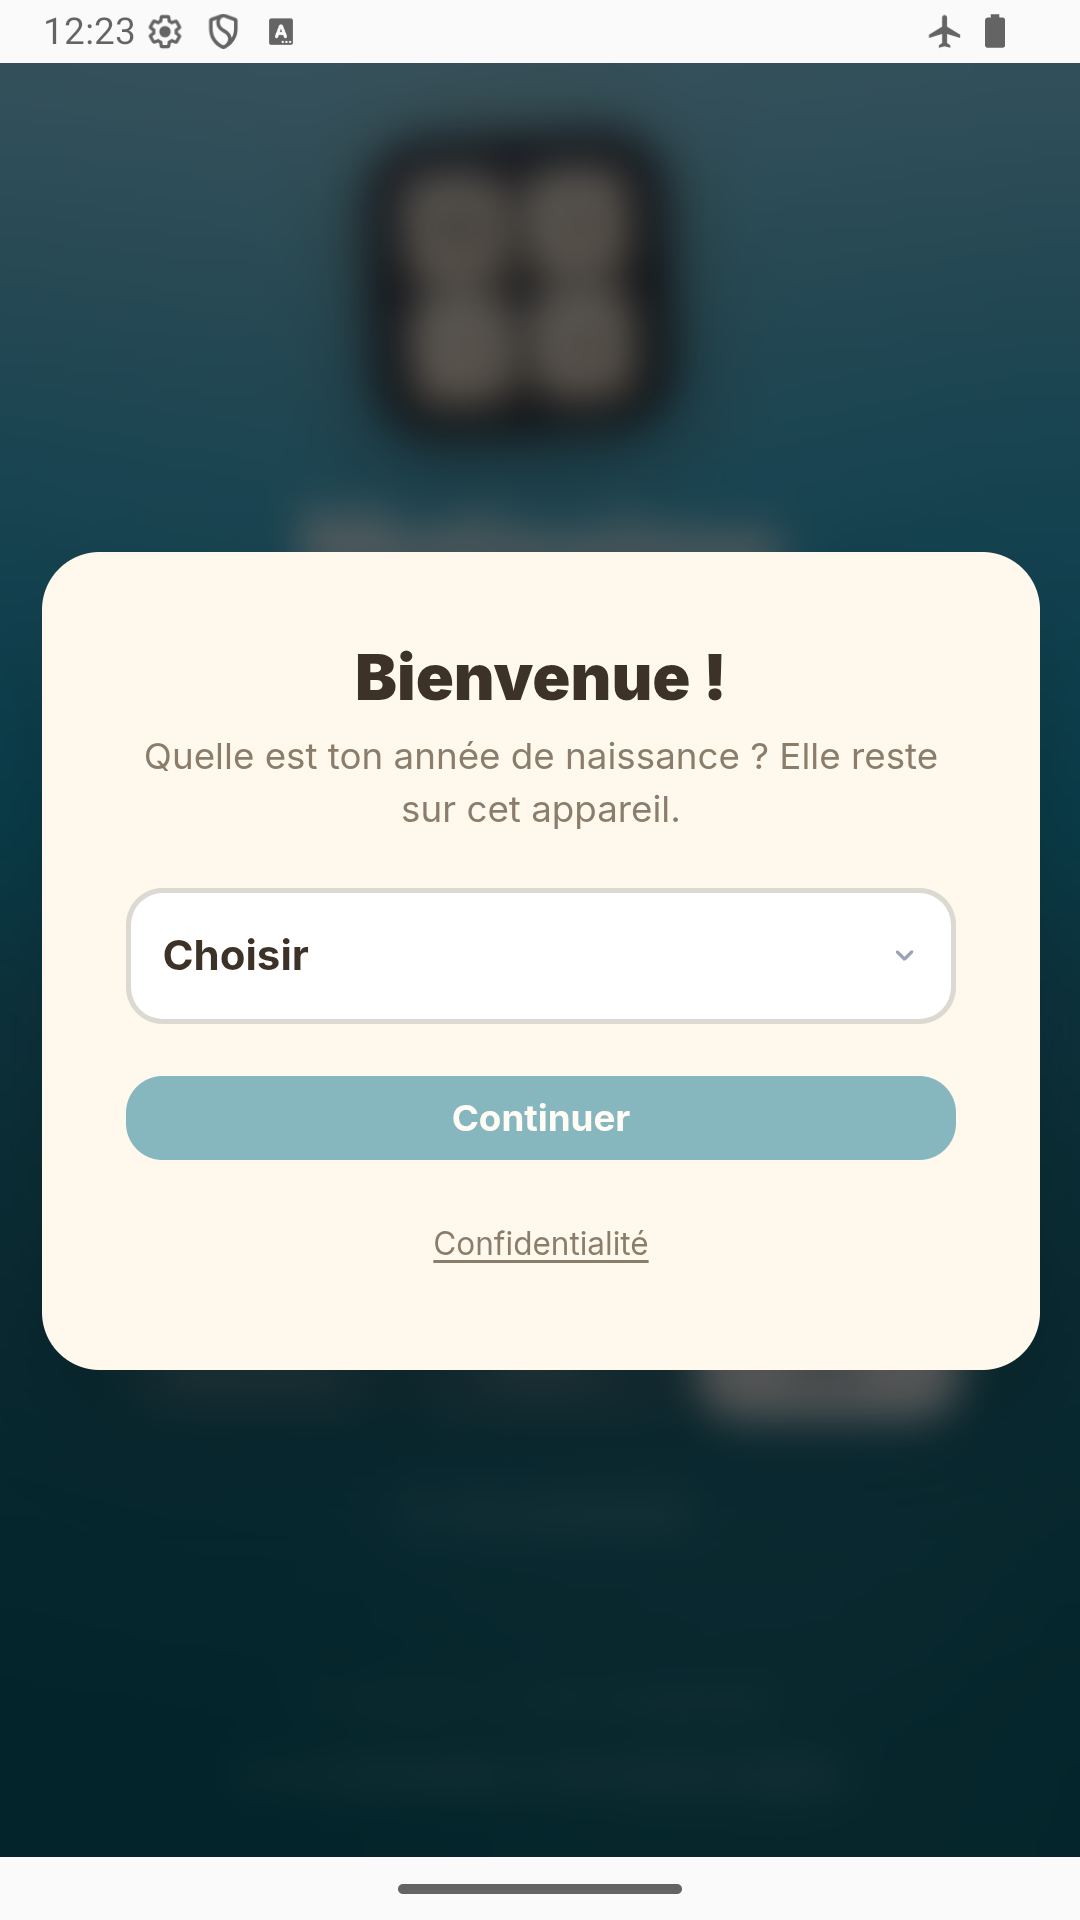 12:23
Bienvenue !
Quelle est ton année de naissance ? Elle reste
sur cet appareil.
Choisir
Continuer
Confidentialité